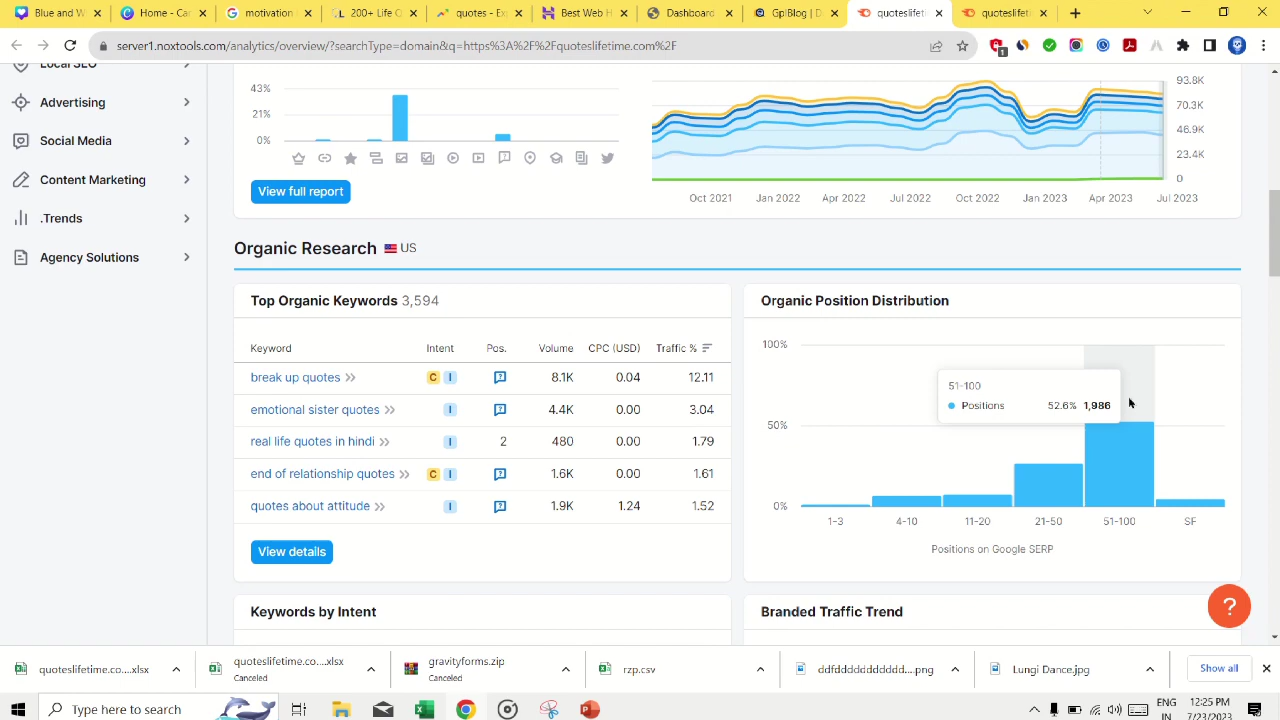 Blue and W
Home - Car
motivation
200+ Life Q
quotes - Ex
Best Web H
Dashboard
GplBlog | D
quoteslifeti
quoteslifeti
server1.noxtools.com/analytics/overview/?searchType=domain&q=https%3A%2F%2Fquoteslifetime.com%2F
1
Local SEO
Advertising
Social Media
Content Marketing
.Trends
Agency Solutions
43%
21%
0%
View full report
93.8K
70.3K
46.9K
23.4K
0
Oct 2021 Jan 2022 Apr 2022 Jul 2022 Oct 2022 Jan 2023 Apr 2023 Jul 2023
Organic Research US
Top Organic Keywords 3,594
Keyword Intent Pos. Volume CPC (USD) Traffic %
break up quotes C I 8.1K 0.04 12.11
emotional sister quotes I 4.4K 0.00 3.04
real life quotes in hindi I 2 480 0.00 1.79
end of relationship quotes C I 1.6K 0.00 1.61
quotes about attitude I 1.9K 1.24 1.52
View details
Organic Position Distribution
100%
50%
0%
51-100
Positions 52.6% 1,986
1-3 4-10 11-20 21-50 51-100 SF
Positions on Google SERP
Keywords by Intent
Branded Traffic Trend
?
quoteslifetime.co....xlsx
quoteslifetime.co....xlsx
Canceled
gravityforms.zip
Canceled
rzp.csv
ddfddddddddddd....png
Lungi Dance.jpg
Show all
Type here to search
ENG
IN
12:25 PM
7/23/2023